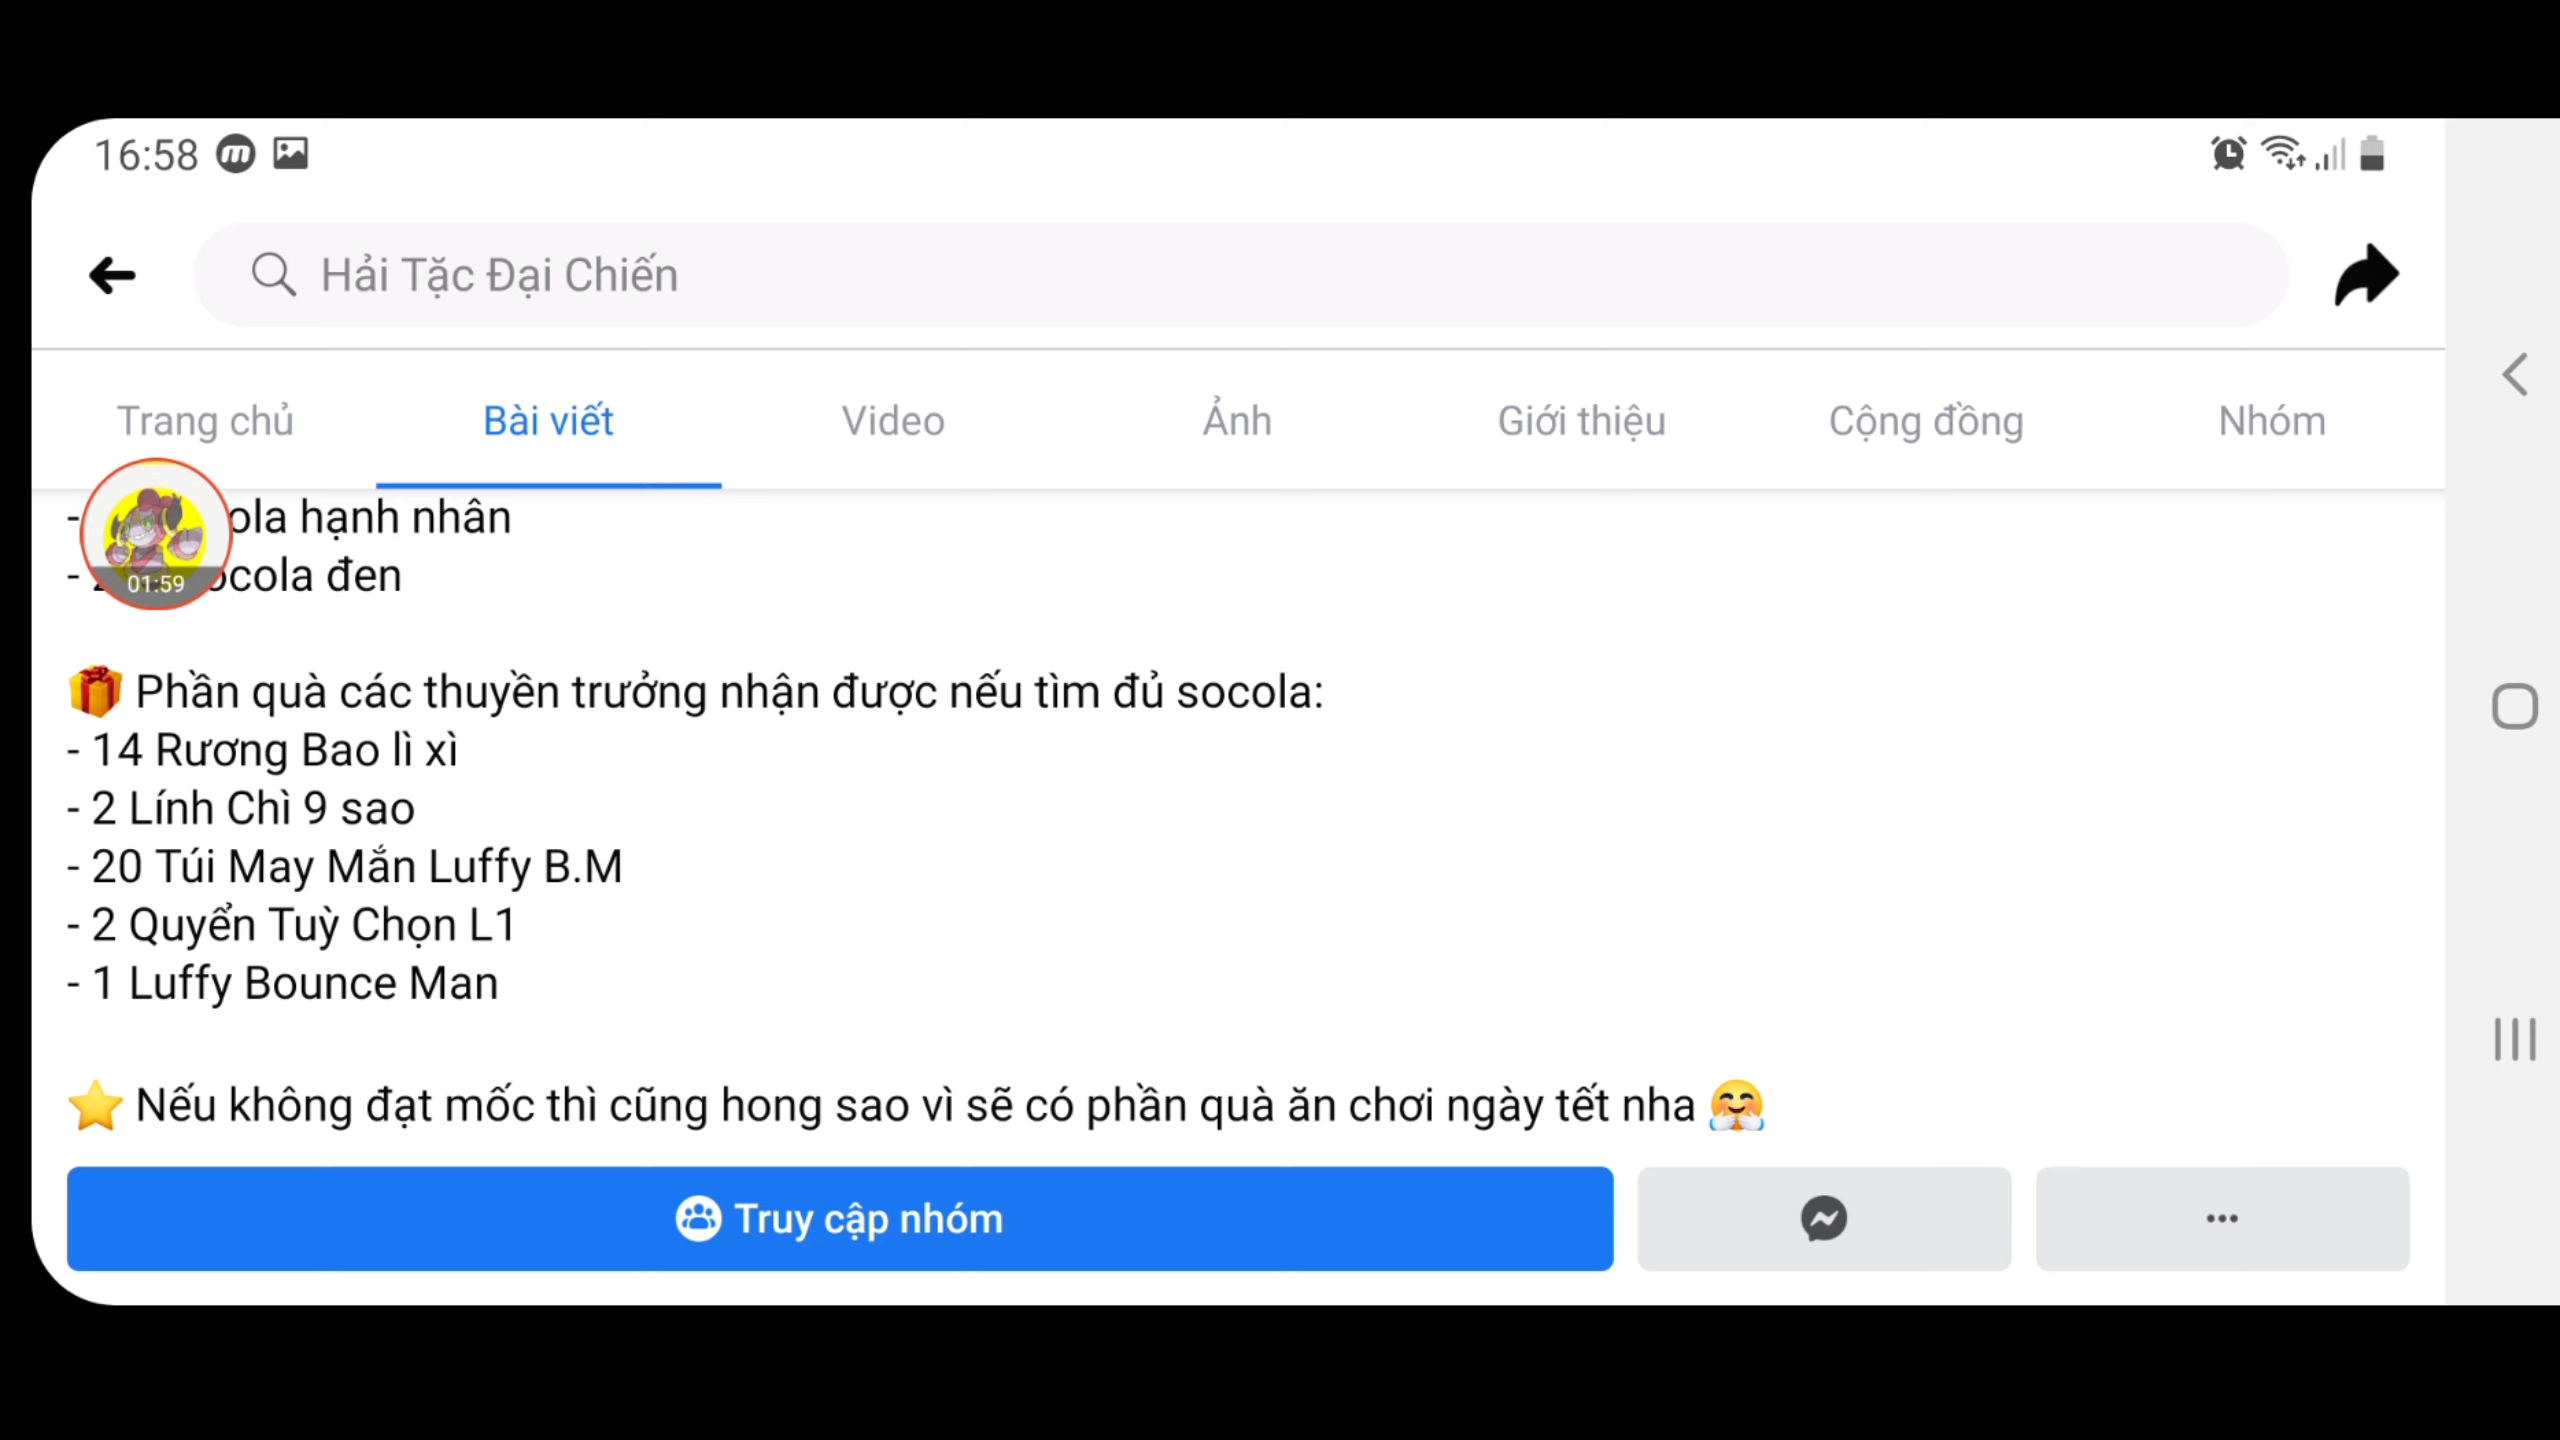 16:58
Hải Tặc Đại Chiến
Trang chủ Bài viết Video Ảnh Giới thiệu Cộng đồng Nhóm
- hạnh nhân
- đen
01:59
🎁 Phần quà các thuyền trưởng nhận được nếu tìm đủ socola:
- 14 Rương Bao lì xì
- 2 Lính Chì 9 sao
- 20 Túi May Mắn Luffy B.M
- 2 Quyển Tuỳ Chọn L1
- 1 Luffy Bounce Man
⭐ Nếu không đạt mốc thì cũng hong sao vì sẽ có phần quà ăn chơi ngày tết nha 🤗
Truy cập nhóm